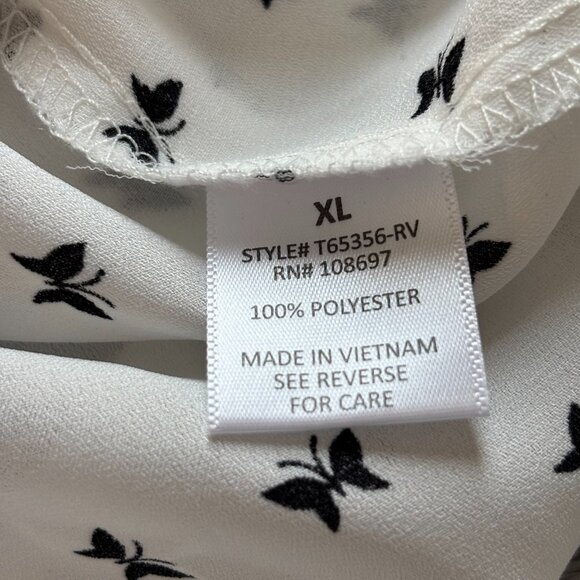 XL
STYLE# T65356-RV
RN# 108697
100% POLYESTER
MADE IN VIETNAM
SEE REVERSE
FOR CARE